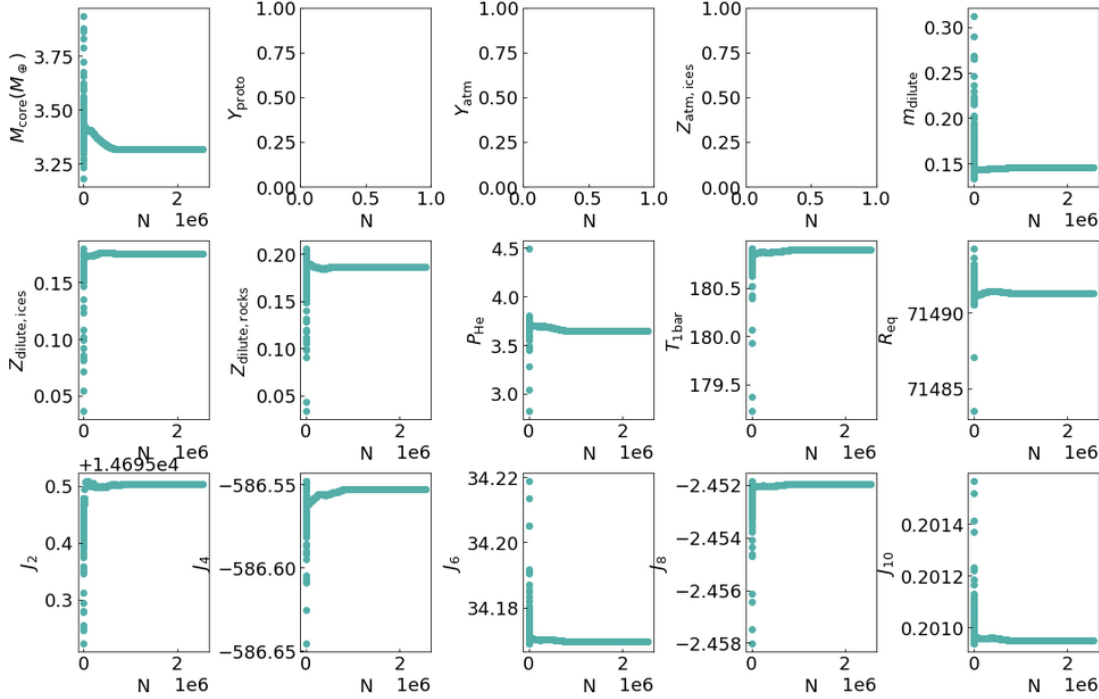 M_core(M_⊕)
3.75
3.50
3.25
0
2
N
1e6
Y_proto
1.00
0.75
0.50
0.25
0.00
0.0
0.5
1.0
N
Y_atm
1.00
0.75
0.50
0.25
0.00
0.0
0.5
1.0
N
Z_atm,ices
1.00
0.75
0.50
0.25
0.00
0.0
0.5
1.0
N
m_dilute
0.30
0.25
0.20
0.15
0
2
N
1e6
Z_dilute,ices
0.15
0.10
0.05
0
2
N
1e6
Z_dilute,rocks
0.20
0.15
0.10
0.05
0
2
N
1e6
P_He
4.5
4.0
3.5
3.0
0
2
N
1e6
T_1bar
180.5
180.0
179.5
0
2
N
1e6
R_eq
71490
71485
0
2
N
1e6
+1.4695e4
J_2
0.5
0.4
0.3
0
2
N
1e6
J_4
−586.55
−586.60
−586.65
0
2
N
1e6
J_6
34.22
34.20
34.18
0
2
N
1e6
J_8
−2.452
−2.454
−2.456
−2.458
0
2
N
1e6
J_10
0.2014
0.2012
0.2010
0
2
N
1e6